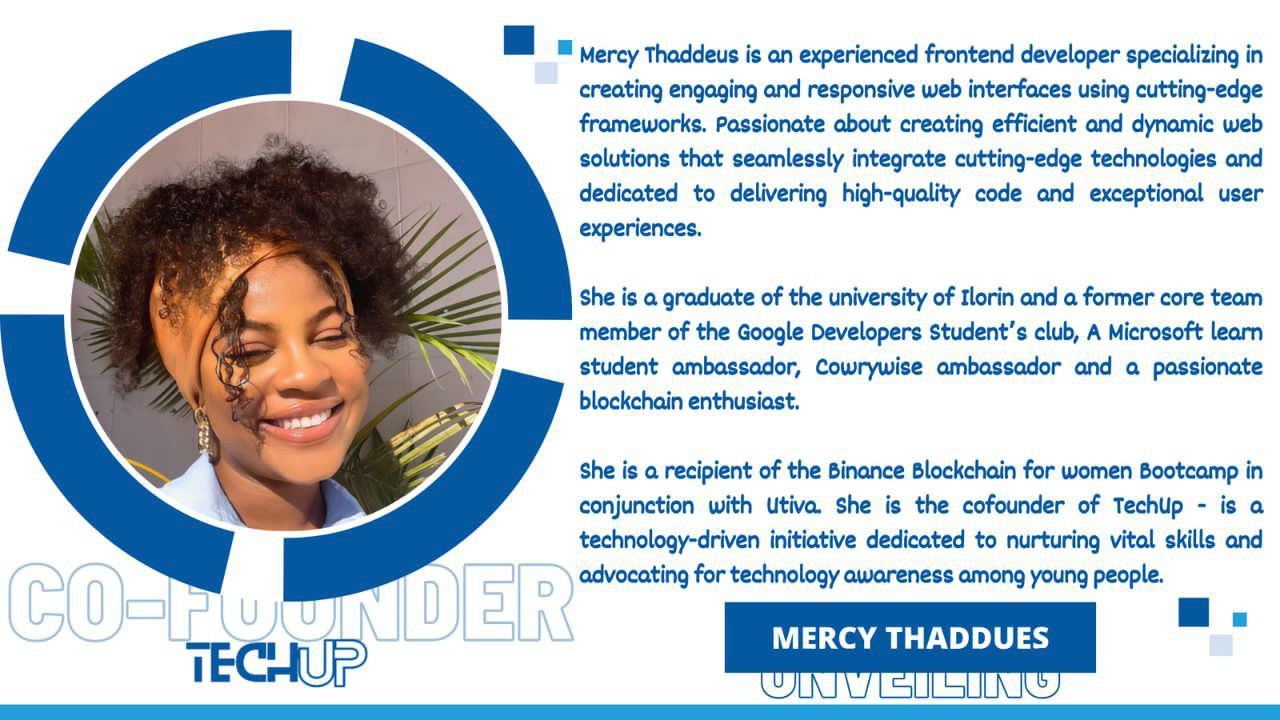 Mercy Thaddeus is an experienced frontend developer specializing in
creating engaging and responsive web interfaces using cutting-edge
frameworks. Passionate about creating efficient and dynamic web
solutions that seamlessly integrate cutting-edge technologies and
dedicated to delivering high-quality code and exceptional user
experiences.
She is a graduate of the university of Ilorin and a former core team
member of the Google Developers Student's club, A Microsoft learn
student ambassador, Cowrywise ambassador and a passionate
blockchain enthusiast.
She is a recipient of the Binance Blockchain for women Bootcamp in
conjunction with Utiva. She is the cofounder of TechUp - is a
technology-driven initiative dedicated to nurturing vital skills and
advocating for technology awareness among young people.
CO-FOUNDER
TECHUP
MERCY THADDUES
UNVEILING